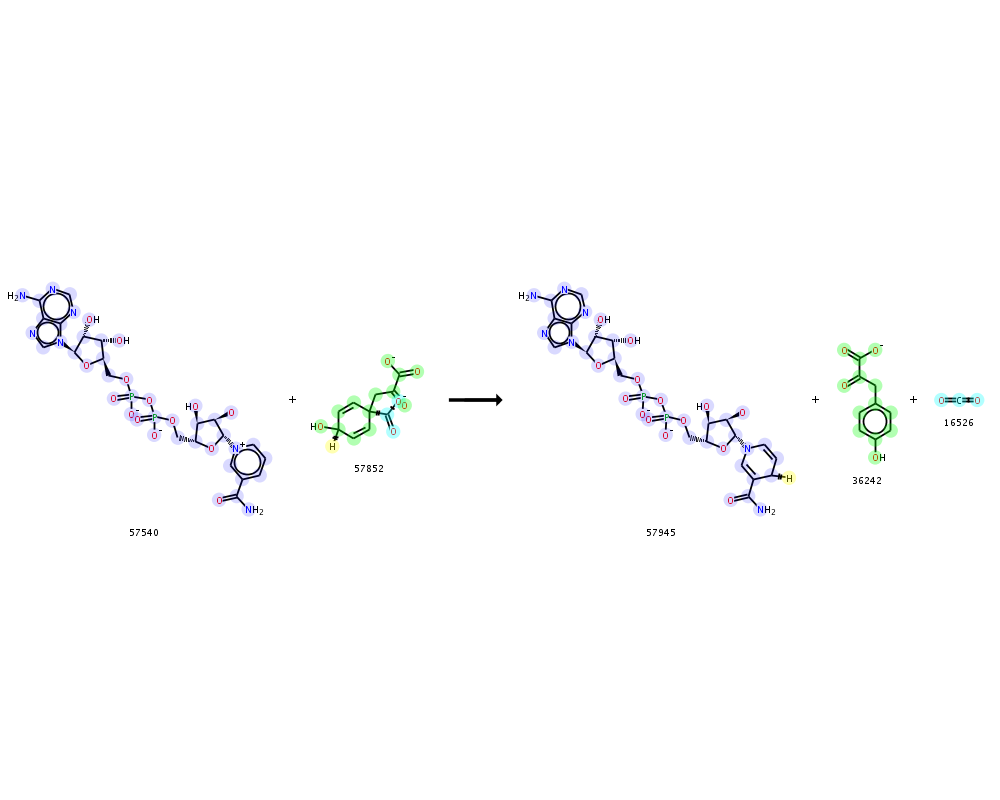 H2N N N N N OH OH O O P O O- O P O O- O HO O O N+ O NH2
57540
+
O- O O O- O HO H
57852
H2N N N N N OH OH O O P O O- O P O O- O HO O O N H O NH2
57945
+
O O- O OH
36242
+
O C O
16526